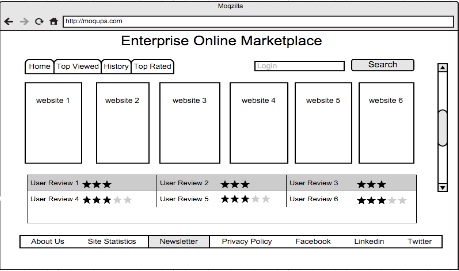 Moqzilla
http://moqups.com
Enterprise Online Marketplace
Home Top Viewed History Top Rated Login Search
website 1 website 2 website 3 website 4 website 5 website 6
User Review 1 User Review 2 User Review 3
User Review 4 User Review 5 User Review 6
About Us Site Statistics Newsletter Privacy Policy Facebook Linkedin Twitter